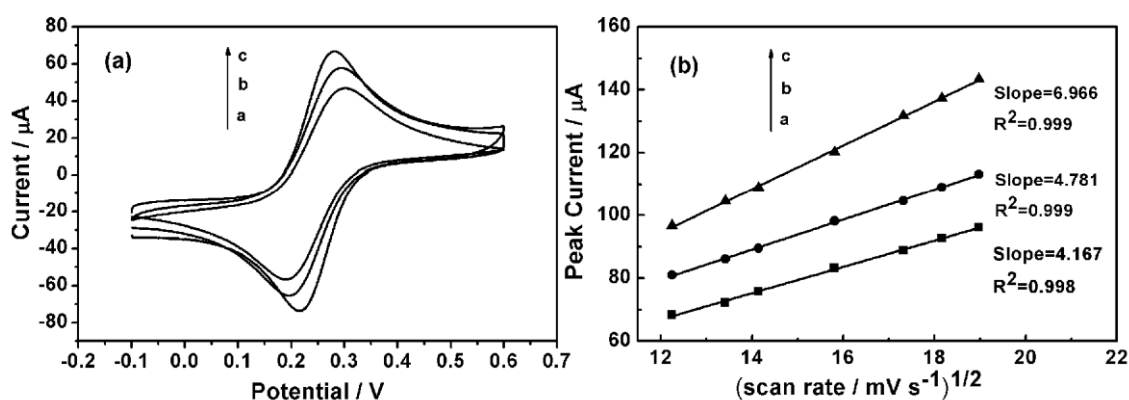 (a)
c
b
a
80
60
40
20
0
-20
-40
-60
-80
Current / μA
-0.2 -0.1 0.0 0.1 0.2 0.3 0.4 0.5 0.6 0.7
Potential / V
(b)
c
b
a
160
140
120
100
80
60
Peak Current / μA
Slope=6.966
R²=0.999
Slope=4.781
R²=0.999
Slope=4.167
R²=0.998
12 14 16 18 20 22
(scan rate / mV s⁻¹)¹/²